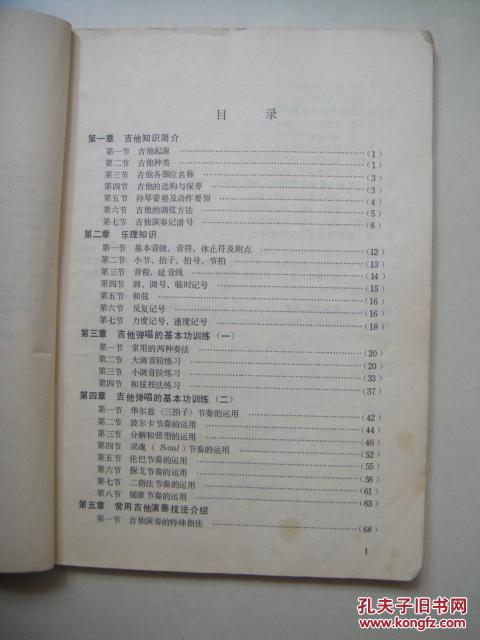 目 录
第一章 吉他知识简介
第一节 吉他起源 (1)
第二节 吉他种类 (1)
第三节 吉他各部位名称 (3)
第四节 吉他的选购与保养 (3)
第五节 持琴姿势及动作要领 (4)
第六节 吉他的调弦方法 (5)
第七节 吉他演奏记谱号 (8)
第二章 乐理知识
第一节 基本音级、音符、休止符及附点 (12)
第二节 小节、拍子、拍号、节拍 (13)
第三节 音程、延音线 (14)
第四节 调、调号、临时记号 (15)
第五节 和弦 (16)
第六节 反复记号 (16)
第七节 力度记号、速度记号 (18)
第三章 吉他弹唱的基本功训练(一)
第一节 常用的两种奏法 (20)
第二节 大调音阶练习 (20)
第三节 小调音阶练习 (33)
第四节 和弦按法练习 (37)
第四章 吉他弹唱的基本功训练(二)
第一节 华尔兹(三拍子)节奏的运用 (42)
第二节 波尔卡节奏的运用 (44)
第三节 分解和弦型的运用 (46)
第四节 灵魂(Soul)节奏的运用 (52)
第五节 伦巴节奏的运用 (55)
第六节 探戈节奏的运用 (58)
第七节 二指法节奏的运用 (61)
第八节 摇滚节奏的运用 (63)
第五章 常用吉他演奏技法介绍
第一节 吉他演奏的特殊指法 (68)
1
孔夫子旧书网
www.kongfz.com